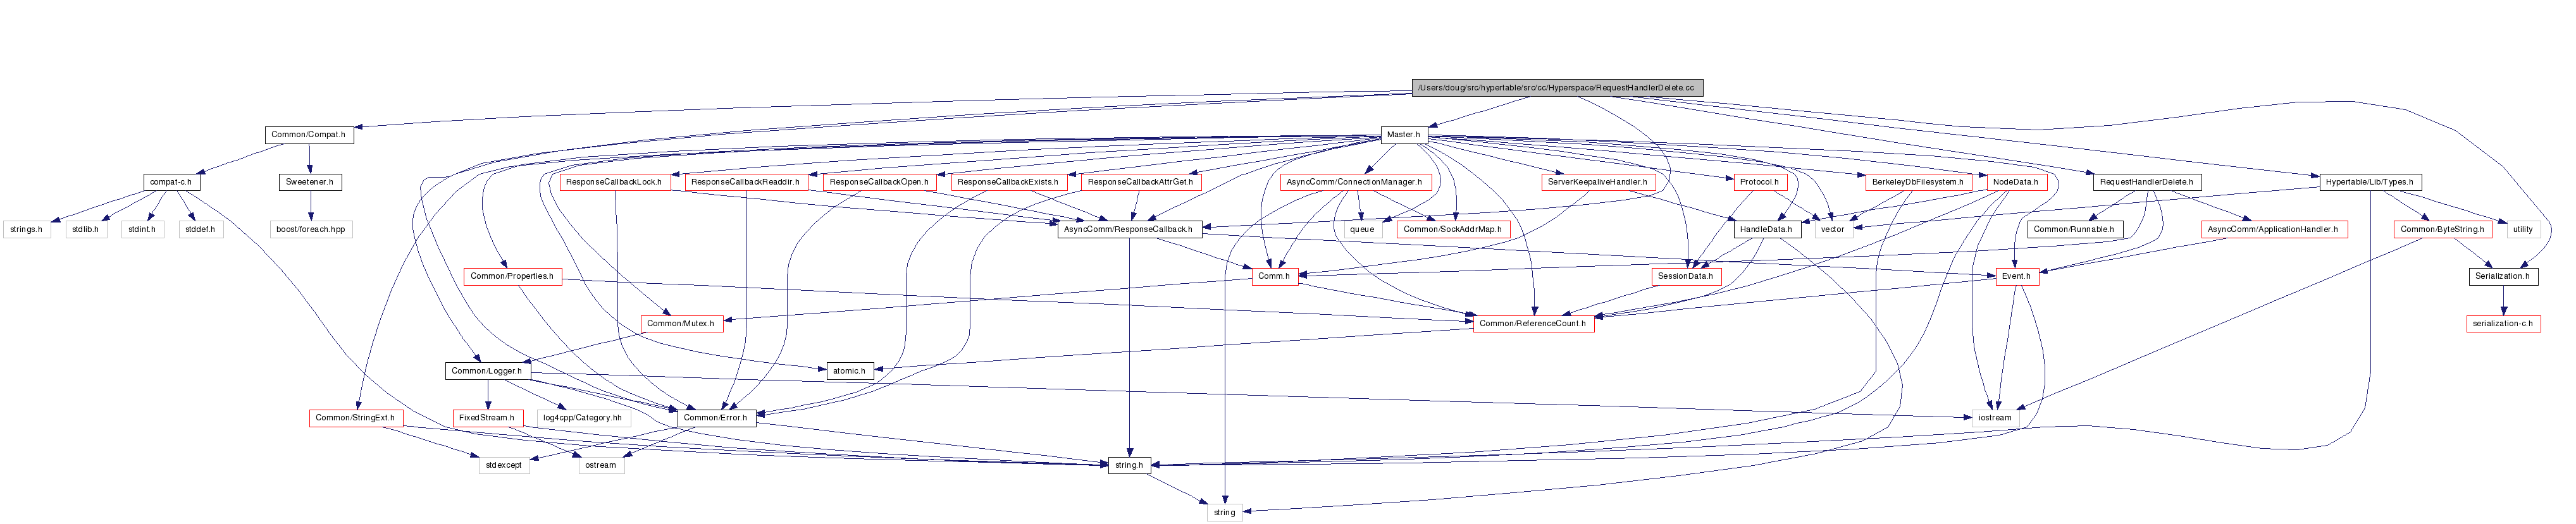 /Users/doug/src/hypertable/src/cc/Hyperspace/RequestHandlerDelete.cc
Common/Compat.h
Master.h
compat-c.h
Sweetener.h
ResponseCallbackLock.h
ResponseCallbackReaddir.h
ResponseCallbackOpen.h
ResponseCallbackExists.h
ResponseCallbackAttrGet.h
AsyncComm/ConnectionManager.h
ServerKeepaliveHandler.h
Protocol.h
BerkeleyDbFilesystem.h
NodeData.h
RequestHandlerDelete.h
Hypertable/Lib/Types.h
strings.h
stdlib.h
stdint.h
stddef.h
boost/foreach.hpp
AsyncComm/ResponseCallback.h
queue
Common/SockAddrMap.h
HandleData.h
vector
Common/Runnable.h
AsyncComm/ApplicationHandler.h
Common/ByteString.h
utility
Common/Properties.h
Comm.h
SessionData.h
Event.h
Serialization.h
Common/Mutex.h
Common/ReferenceCount.h
serialization-c.h
Common/Logger.h
atomic.h
Common/StringExt.h
FixedStream.h
log4cpp/Category.hh
Common/Error.h
iostream
stdexcept
ostream
string.h
string